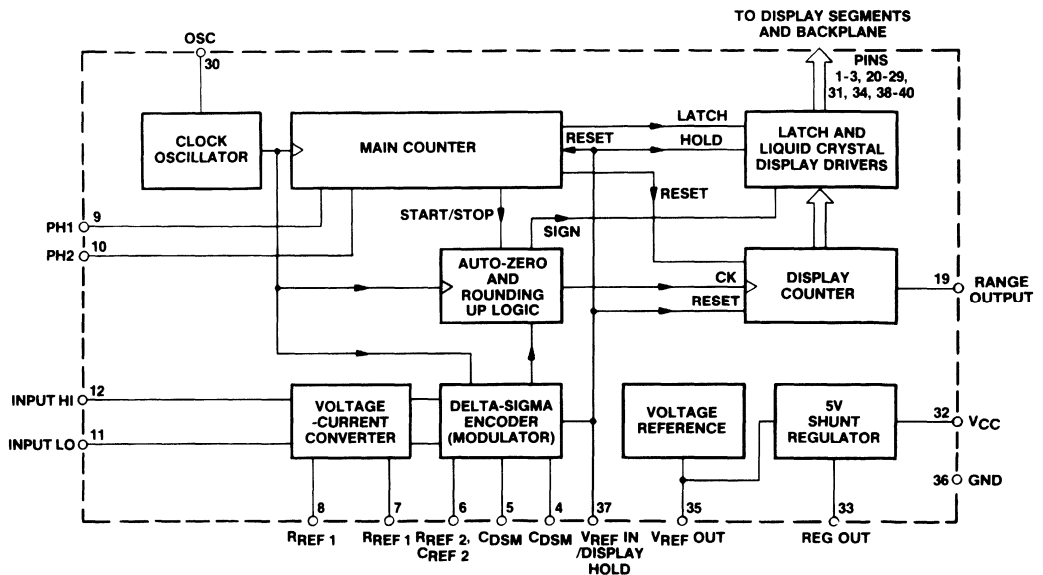 TO DISPLAY SEGMENTS
AND BACKPLANE
OSC
30
PINS
1-3, 20-29,
31, 34, 38-40
CLOCK
OSCILLATOR
MAIN COUNTER
LATCH
RESET
HOLD
LATCH AND
LIQUID CRYSTAL
DISPLAY DRIVERS
RESET
START/STOP
SIGN
9
PH1
10
PH2
AUTO-ZERO
AND
ROUNDING
UP LOGIC
CK
RESET
DISPLAY
COUNTER
19
RANGE
OUTPUT
12
INPUT HI
11
INPUT LO
VOLTAGE
-CURRENT
CONVERTER
DELTA-SIGMA
ENCODER
(MODULATOR)
VOLTAGE
REFERENCE
5V
SHUNT
REGULATOR
32
VCC
36
GND
8
7
6
5
4
37
35
33
RREF 1
RREF 1
RREF 2,
CREF 2
CDSM
CDSM
VREF IN
/DISPLAY
HOLD
VREF OUT
REG OUT